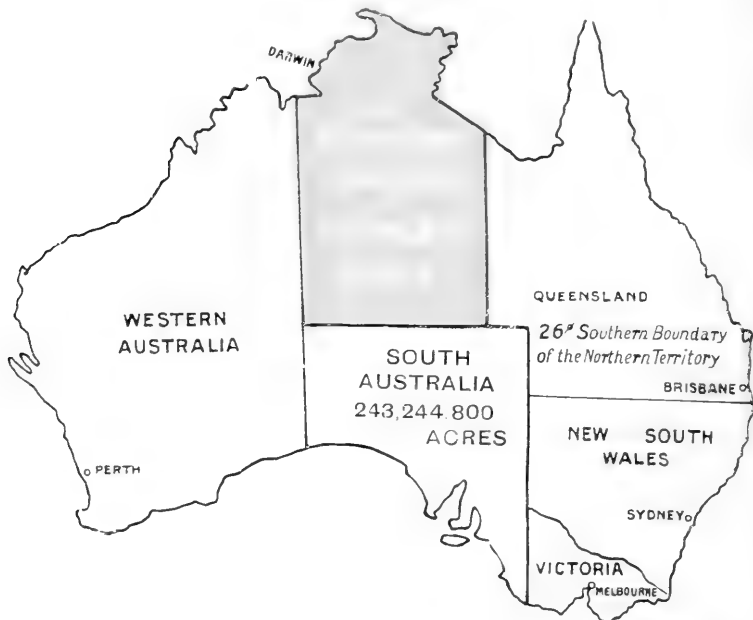 DARWIN
QUEENSLAND
WESTERN
AUSTRALIA
26° Southern Boundary
of the Northern Territory
SOUTH
AUSTRALIA
243,244.800
ACRES
BRISBANE
NEW SOUTH
WALES
PERTH
SYDNEY
VICTORIA
MELBOURNE